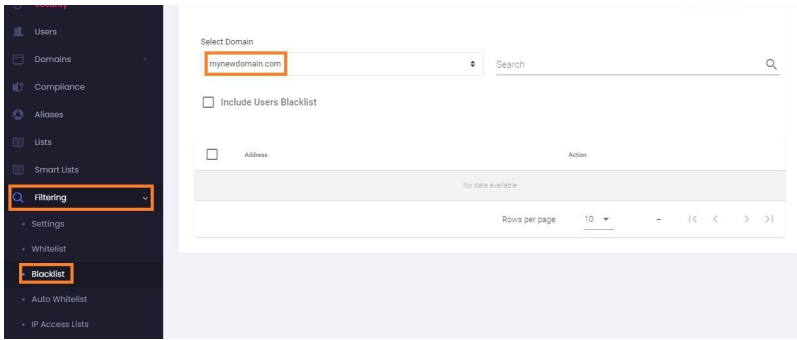 Security
Users
Domains
Compliance
Aliases
Lists
Smart Lists
Filtering
Settings
Whitelist
Blacklist
Auto Whitelist
IP Access Lists
Select Domain
mynewdomain.com
Search
Include Users Blacklist
Address Action
No data available
Rows per page: 10 –